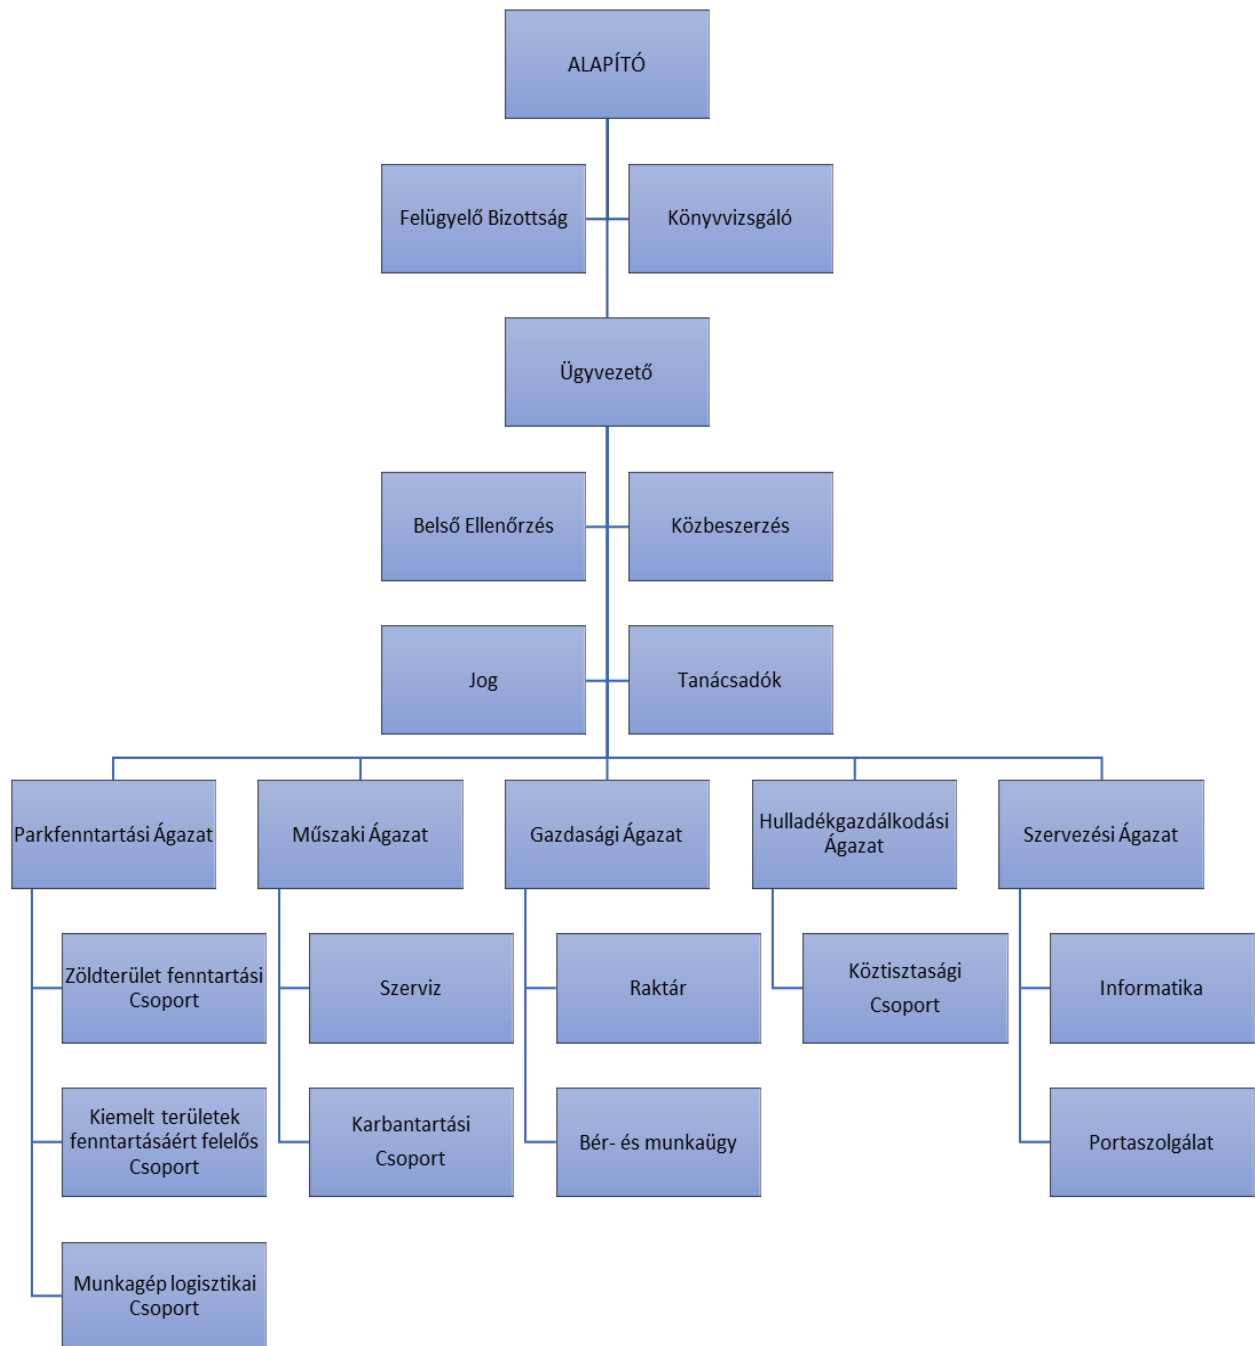 ALAPÍTÓ
Felügyelő Bizottság
Könyvvizsgáló
Ügyvezető
Belső Ellenőrzés
Közbeszerzés
Jog
Tanácsadók
Parkfenntartási Ágazat
Műszaki Ágazat
Gazdasági Ágazat
Hulladékgazdálkodási
Ágazat
Szervezési Ágazat
Zöldterület fenntartási
Csoport
Szerviz
Raktár
Köztisztasági
Csoport
Informatika
Kiemelt területek
fenntartásáért felelős
Csoport
Karbantartási
Csoport
Bér- és munkaügy
Portaszolgálat
Munkagép logisztikai
Csoport